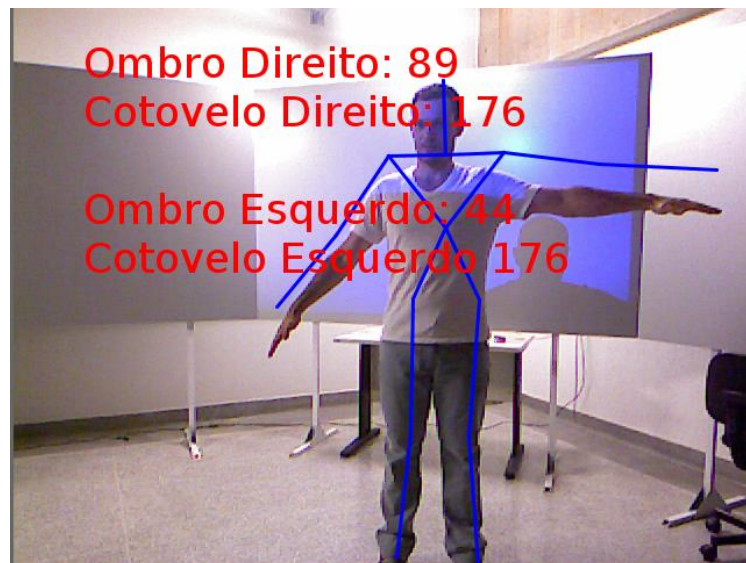 Ombro Direito: 89
Cotovelo Direito: 176
Ombro Esquerdo: 44
Cotovelo Esquerdo 176